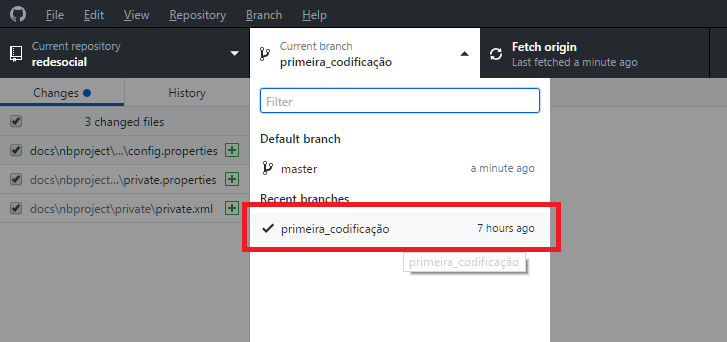 File Edit View Repository Branch Help
Current repository
redesocial
Current branch
primeira_codificação
Fetch origin
Last fetched a minute ago
Changes
History
3 changed files
docs\nbproject\...\config.properties
docs\nbproject...\private.properties
docs\nbproject\private\private.xml
Filter
Default branch
master a minute ago
Recent branches
primeira_codificação 7 hours ago
primeira_codificação